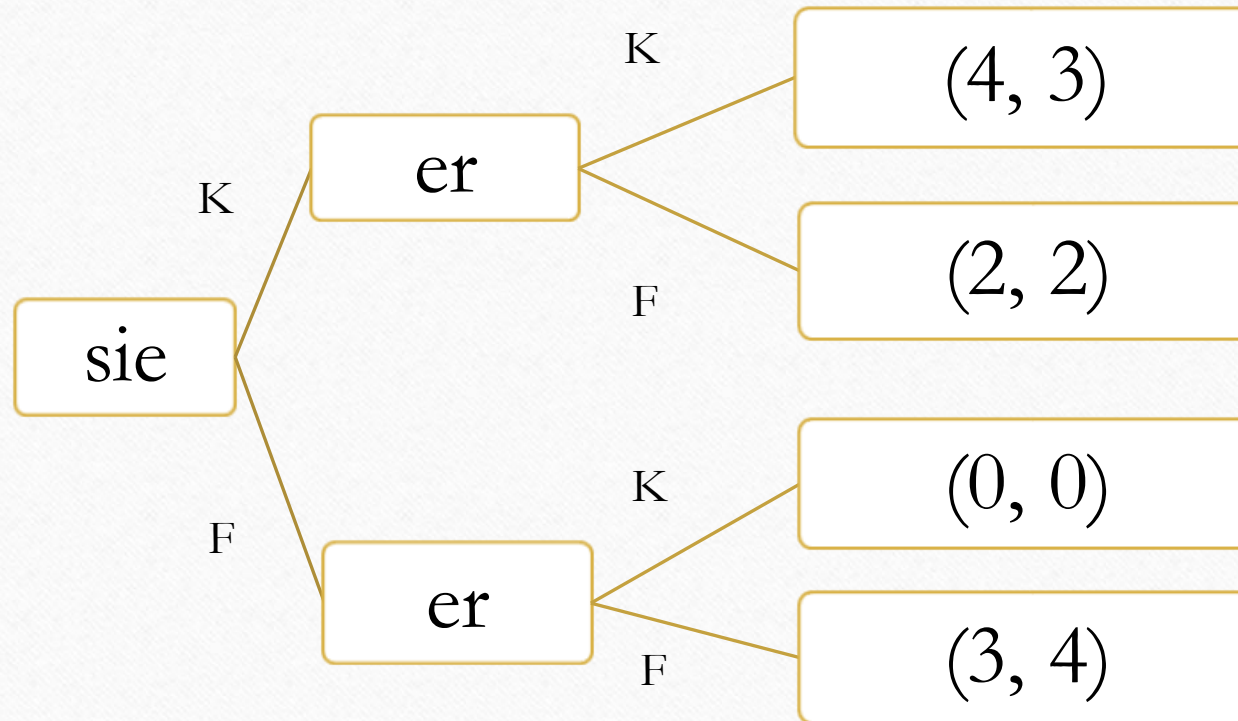 K
(4, 3)
er
K
(2, 2)
F
sie
K
(0, 0)
F
er
(3, 4)
F